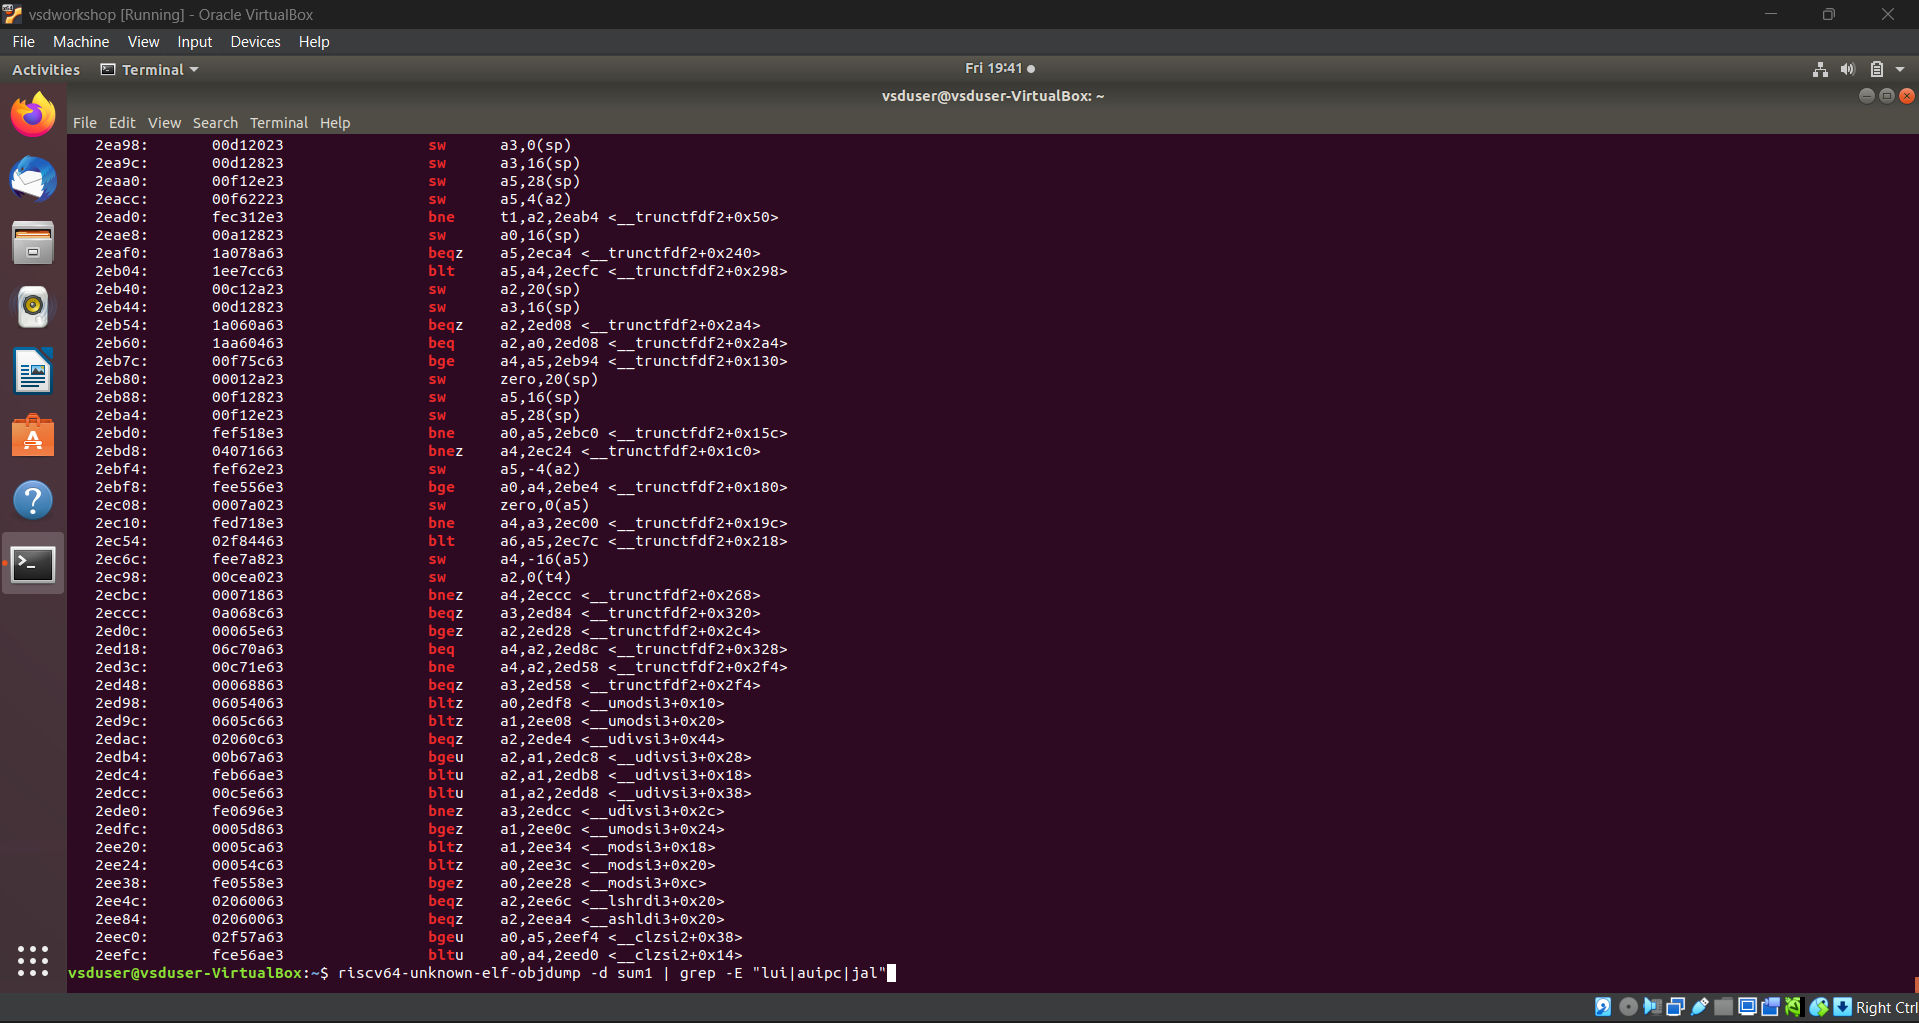 vsdworkshop [Running] - Oracle VirtualBox
File Machine View Input Devices Help
Activities Terminal Fri 19:41
vsduser@vsduser-VirtualBox: ~
File Edit View Search Terminal Help
2ea98: 00d12023 sw a3,0(sp)
2ea9c: 00d12823 sw a3,16(sp)
2eaa0: 00f12e23 sw a5,28(sp)
2eacc: 00f62223 sw a5,4(a2)
2ead0: fec312e3 bne t1,a2,2eab4 <__trunctfdf2+0x50>
2eae8: 00a12823 sw a0,16(sp)
2eaf0: 1a078a63 beqz a5,2eca4 <__trunctfdf2+0x240>
2eb04: 1ee7cc63 blt a5,a4,2ecfc <__trunctfdf2+0x298>
2eb40: 00c12a23 sw a2,20(sp)
2eb44: 00d12823 sw a3,16(sp)
2eb54: 1a060a63 beqz a2,2ed08 <__trunctfdf2+0x2a4>
2eb60: 1aa60463 beq a2,a0,2ed08 <__trunctfdf2+0x2a4>
2eb7c: 00f75c63 bge a4,a5,2eb94 <__trunctfdf2+0x130>
2eb80: 00012a23 sw zero,20(sp)
2eb88: 00f12823 sw a5,16(sp)
2eba4: 00f12e23 sw a5,28(sp)
2ebd0: fef518e3 bne a0,a5,2ebc0 <__trunctfdf2+0x15c>
2ebd8: 04071663 bnez a4,2ec24 <__trunctfdf2+0x1c0>
2ebf4: fef62e23 sw a5,-4(a2)
2ebf8: fee556e3 bge a0,a4,2ebe4 <__trunctfdf2+0x180>
2ec08: 0007a023 sw zero,0(a5)
2ec10: fed718e3 bne a4,a3,2ec00 <__trunctfdf2+0x19c>
2ec54: 02f84463 blt a6,a5,2ec7c <__trunctfdf2+0x218>
2ec6c: fee7a823 sw a4,-16(a5)
2ec98: 00cea023 sw a2,0(t4)
2ecbc: 00071863 bnez a4,2eccc <__trunctfdf2+0x268>
2eccc: 0a068c63 beqz a3,2ed84 <__trunctfdf2+0x320>
2ed0c: 00065e63 bgez a2,2ed28 <__trunctfdf2+0x2c4>
2ed18: 06c70a63 beq a4,a2,2ed8c <__trunctfdf2+0x328>
2ed3c: 00c71e63 bne a4,a2,2ed58 <__trunctfdf2+0x2f4>
2ed48: 00068863 beqz a3,2ed58 <__trunctfdf2+0x2f4>
2ed98: 06054063 bltz a0,2edf8 <__umodsi3+0x10>
2ed9c: 0605c663 bltz a1,2ee08 <__umodsi3+0x20>
2edac: 02060c63 beqz a2,2ede4 <__udivsi3+0x44>
2edb4: 00b67a63 bgeu a2,a1,2edc8 <__udivsi3+0x28>
2edc4: feb66ae3 bltu a2,a1,2edb8 <__udivsi3+0x18>
2edcc: 00c5e663 bltu a1,a2,2edd8 <__udivsi3+0x38>
2ede0: fe0696e3 bnez a3,2edcc <__udivsi3+0x2c>
2edfc: 0005d863 bgez a1,2ee0c <__umodsi3+0x24>
2ee20: 0005ca63 bltz a1,2ee34 <__modsi3+0x18>
2ee24: 00054c63 bltz a0,2ee3c <__modsi3+0x20>
2ee38: fe0558e3 bgez a0,2ee28 <__modsi3+0xc>
2ee4c: 02060063 beqz a2,2ee6c <__lshrdi3+0x20>
2ee84: 02060063 beqz a2,2eea4 <__ashldi3+0x20>
2eec0: 02f57a63 bgeu a0,a5,2eef4 <__clzsi2+0x38>
2eefc: fce56ae3 bltu a0,a4,2eed0 <__clzsi2+0x14>
vsduser@vsduser-VirtualBox:~$ riscv64-unknown-elf-objdump -d sum1 | grep -E "lui|auipc|jal"
Right Ctrl